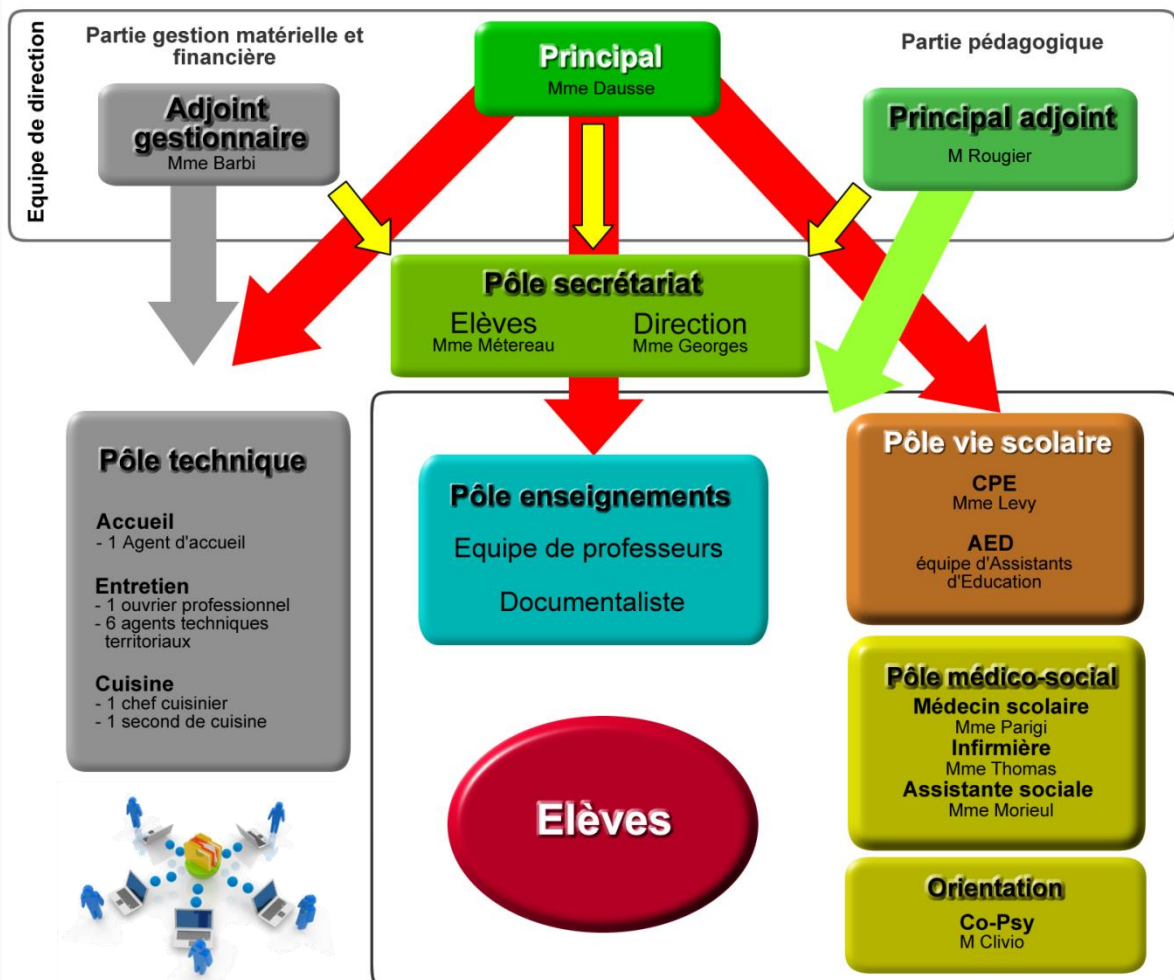 Equipe de direction
Partie gestion matérielle et
financière
Adjoint
gestionnaire
Mme Barbi
Principal
Mme Dausse
Partie pédagogique
Principal adjoint
M Rougier
Pôle secrétariat
Elèves
Mme Métereau
Direction
Mme Georges
Pôle technique
Accueil
- 1 Agent d'accueil
Entretien
- 1 ouvrier professionnel
- 6 agents techniques
territoriaux
Cuisine
- 1 chef cuisinier
- 1 second de cuisine
Pôle enseignements
Equipe de professeurs
Documentaliste
Elèves
Pôle vie scolaire
CPE
Mme Levy
AED
équipe d'Assistants
d'Education
Pôle médico-social
Médecin scolaire
Mme Parigi
Infirmière
Mme Thomas
Assistante sociale
Mme Morieul
Orientation
Co-Psy
M Clivio